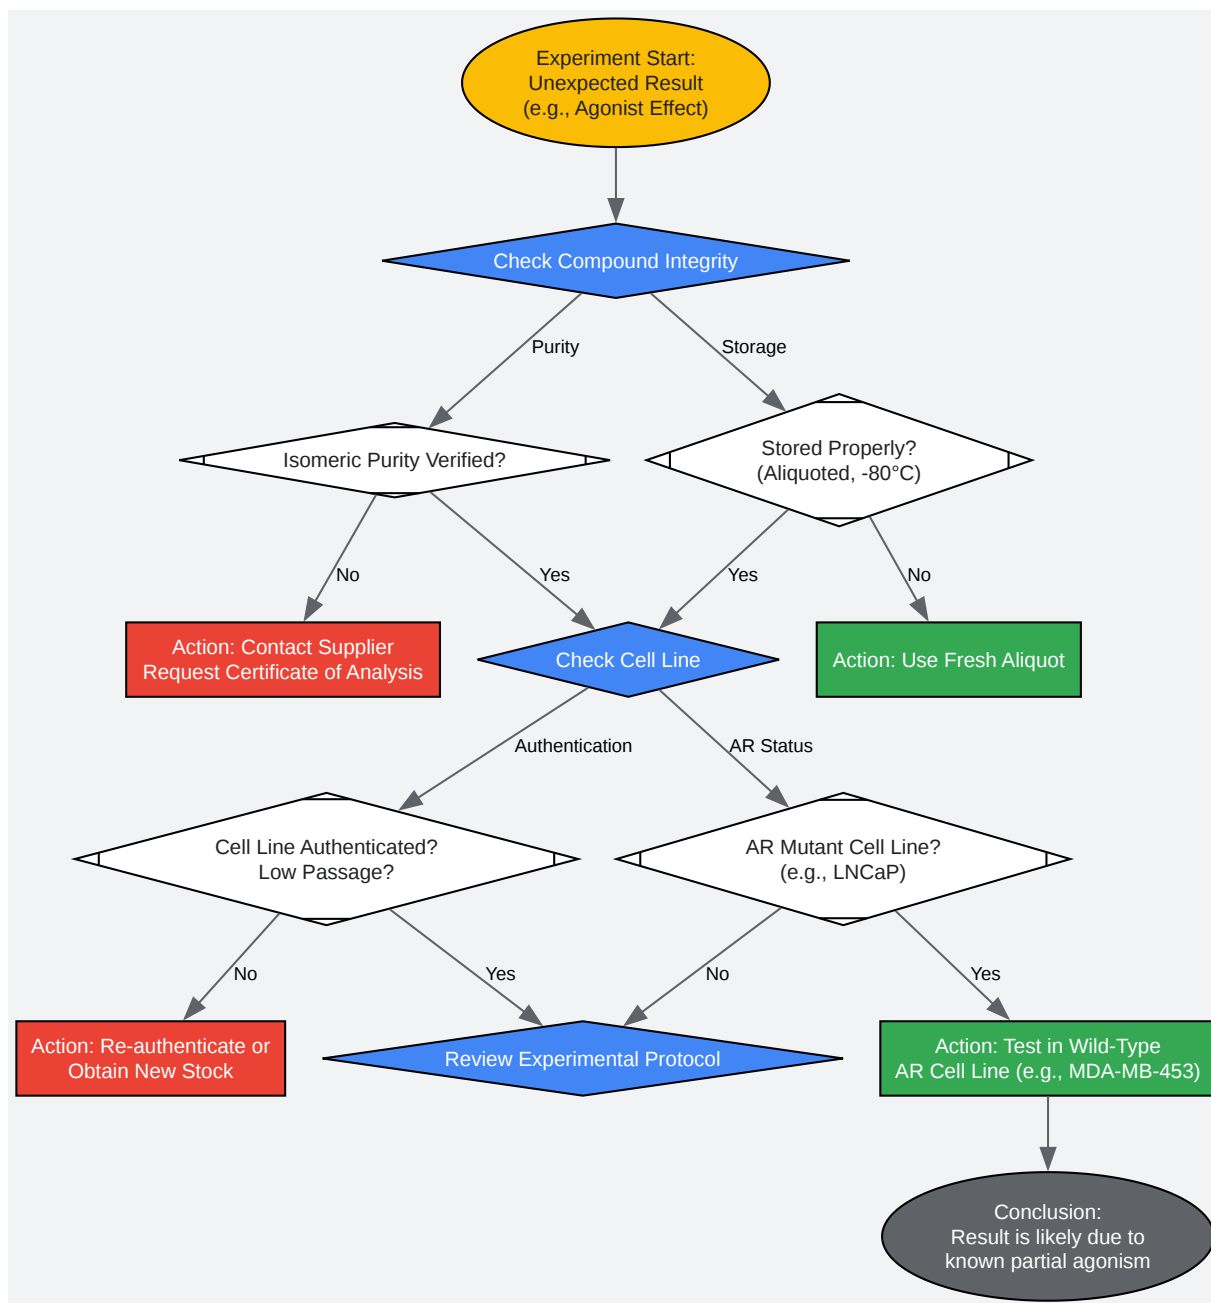 Experiment Start:
Unexpected Result
(e.g., Agonist Effect)
Check Compound Integrity
Purity
Storage
Isomeric Purity Verified?
Stored Properly?
(Aliquoted, -80°C)
No
Yes
Yes
No
Action: Contact Supplier
Request Certificate of Analysis
Check Cell Line
Action: Use Fresh Aliquot
Authentication
AR Status
Cell Line Authenticated?
Low Passage?
AR Mutant Cell Line?
(e.g., LNCaP)
No
Yes
No
Yes
Action: Re-authenticate or
Obtain New Stock
Review Experimental Protocol
Action: Test in Wild-Type
AR Cell Line (e.g., MDA-MB-453)
Conclusion:
Result is likely due to
known partial agonism